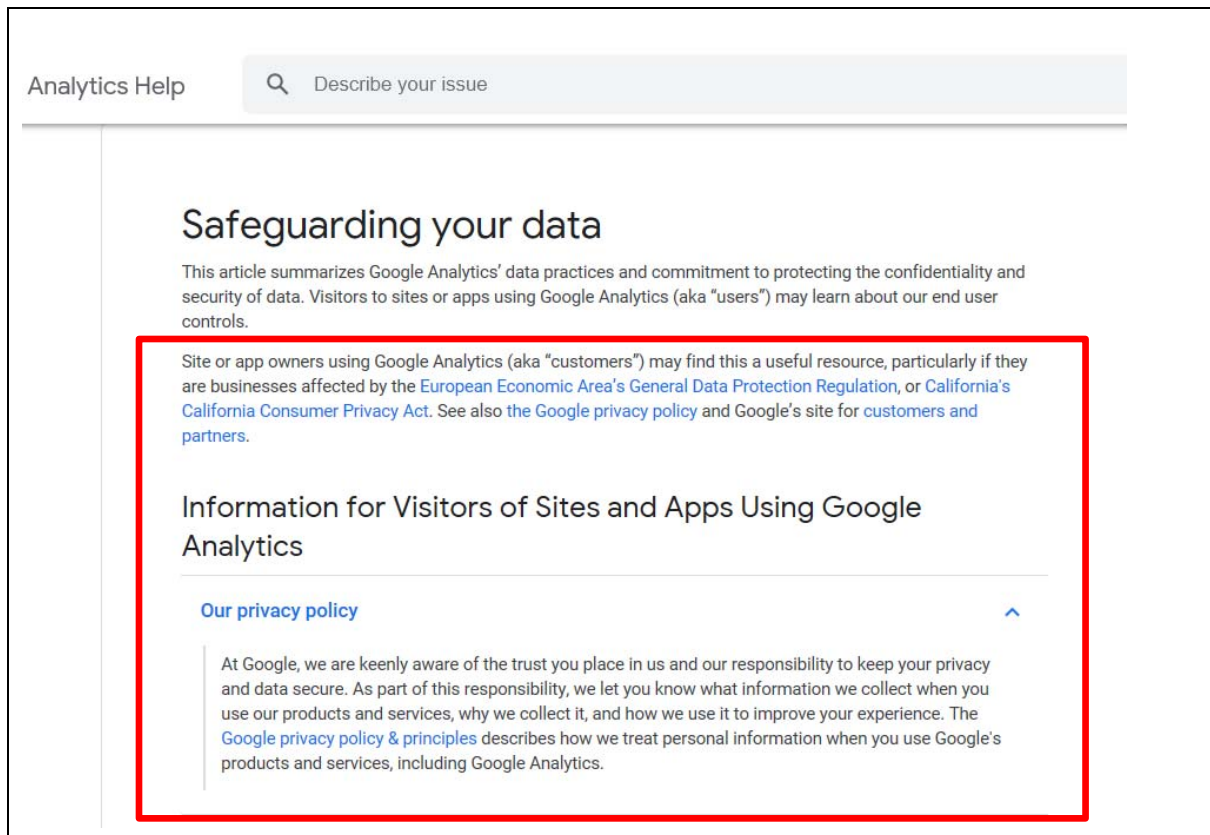 Analytics Help
Describe your issue
Safeguarding your data
This article summarizes Google Analytics’ data practices and commitment to protecting the confidentiality and
security of data. Visitors to sites or apps using Google Analytics (aka “users”) may learn about our end user
controls.
Site or app owners using Google Analytics (aka “customers”) may find this a useful resource, particularly if they
are businesses affected by the European Economic Area’s General Data Protection Regulation, or California's
California Consumer Privacy Act. See also the Google privacy policy and Google’s site for customers and
partners.
Information for Visitors of Sites and Apps Using Google
Analytics
Our privacy policy
At Google, we are keenly aware of the trust you place in us and our responsibility to keep your privacy
and data secure. As part of this responsibility, we let you know what information we collect when you
use our products and services, why we collect it, and how we use it to improve your experience. The
Google privacy policy & principles describes how we treat personal information when you use Google's
products and services, including Google Analytics.